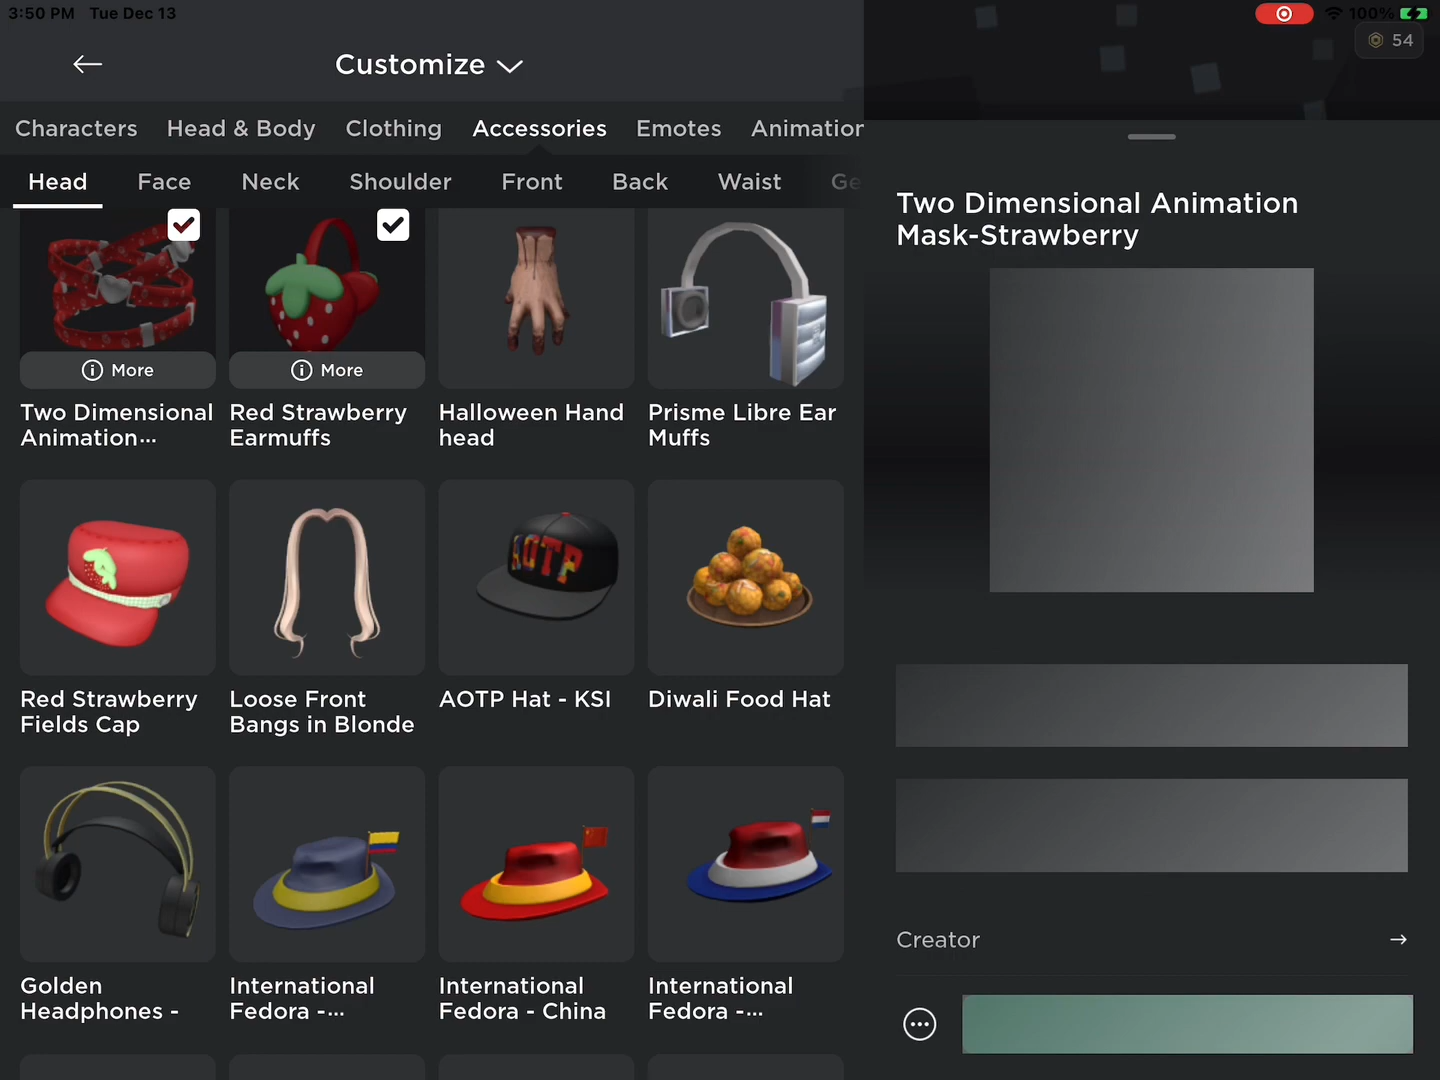 3:50 PM Tue Dec 13
100%
54
Customize
Characters Head & Body Clothing Accessories Emotes Animation
Head Face Neck Shoulder Front Back Waist Ge
More
More
Two Dimensional
Animation...
Red Strawberry
Earmuffs
Halloween Hand
head
Prisme Libre Ear
Muffs
AOTP
Red Strawberry
Fields Cap
Loose Front
Bangs in Blonde
AOTP Hat - KSI
Diwali Food Hat
Golden
Headphones -
International
Fedora -...
International
Fedora - China
International
Fedora -...
Two Dimensional Animation
Mask-Strawberry
Creator